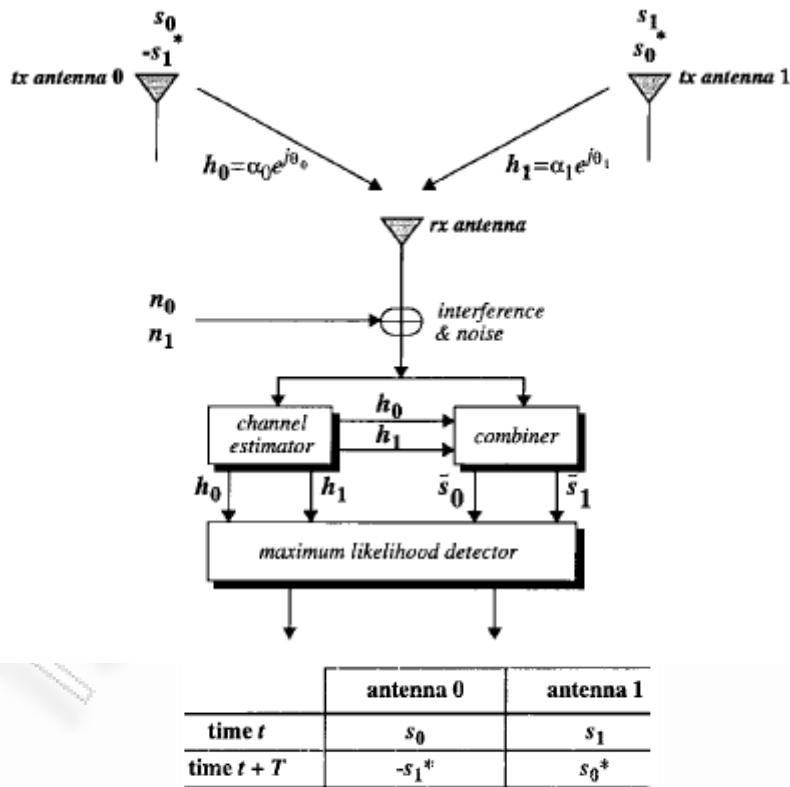 s₀ s₁
-s₁* s₀*
tx antenna 0 tx antenna 1
h₀=α₀e^{jθ₀} h₁=α₁e^{jθ₁}
rx antenna
n₀
n₁
interference
& noise
channel
estimator
h₀
h₁
combiner
h₀ h₁ s̄₀ s̄₁
maximum likelihood detector
antenna 0 antenna 1
time t s₀ s₁
time t + T -s₁* s₀*